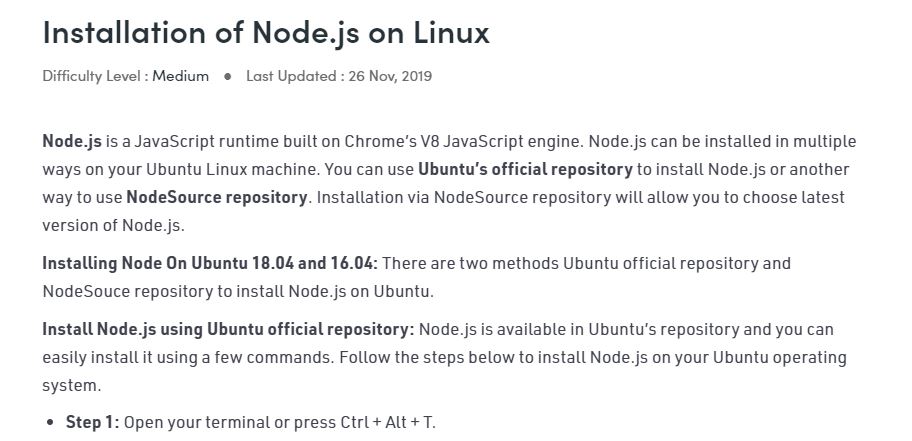 Installation of Node.js on Linux
Difficulty Level : Medium ● Last Updated : 26 Nov, 2019
Node.js is a JavaScript runtime built on Chrome's V8 JavaScript engine. Node.js can be installed in multiple
ways on your Ubuntu Linux machine. You can use Ubuntu's official repository to install Node.js or another
way to use NodeSource repository. Installation via NodeSource repository will allow you to choose latest
version of Node.js.
Installing Node On Ubuntu 18.04 and 16.04: There are two methods Ubuntu official repository and
NodeSouce repository to install Node.js on Ubuntu.
Install Node.js using Ubuntu official repository: Node.js is available in Ubuntu's repository and you can
easily install it using a few commands. Follow the steps below to install Node.js on your Ubuntu operating
system.
• Step 1: Open your terminal or press Ctrl + Alt + T.